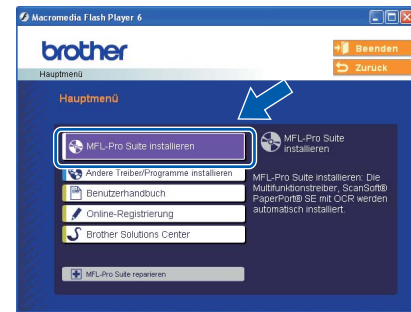 Macromedia Flash Player 6
brother
Beenden
Zurück
Hauptmenü
Hauptmenü
MFL-Pro Suite installieren
Andere Treiber/Programme installieren
Benutzerhandbuch
Online-Registrierung
Brother Solutions Center
MFL-Pro Suite reparieren
MFL-Pro Suite
installieren
MFL-Pro Suite installieren: Die
Multifunktionstreiber, ScanSoft®
PaperPort® SE mit OCR werden
automatisch installiert.